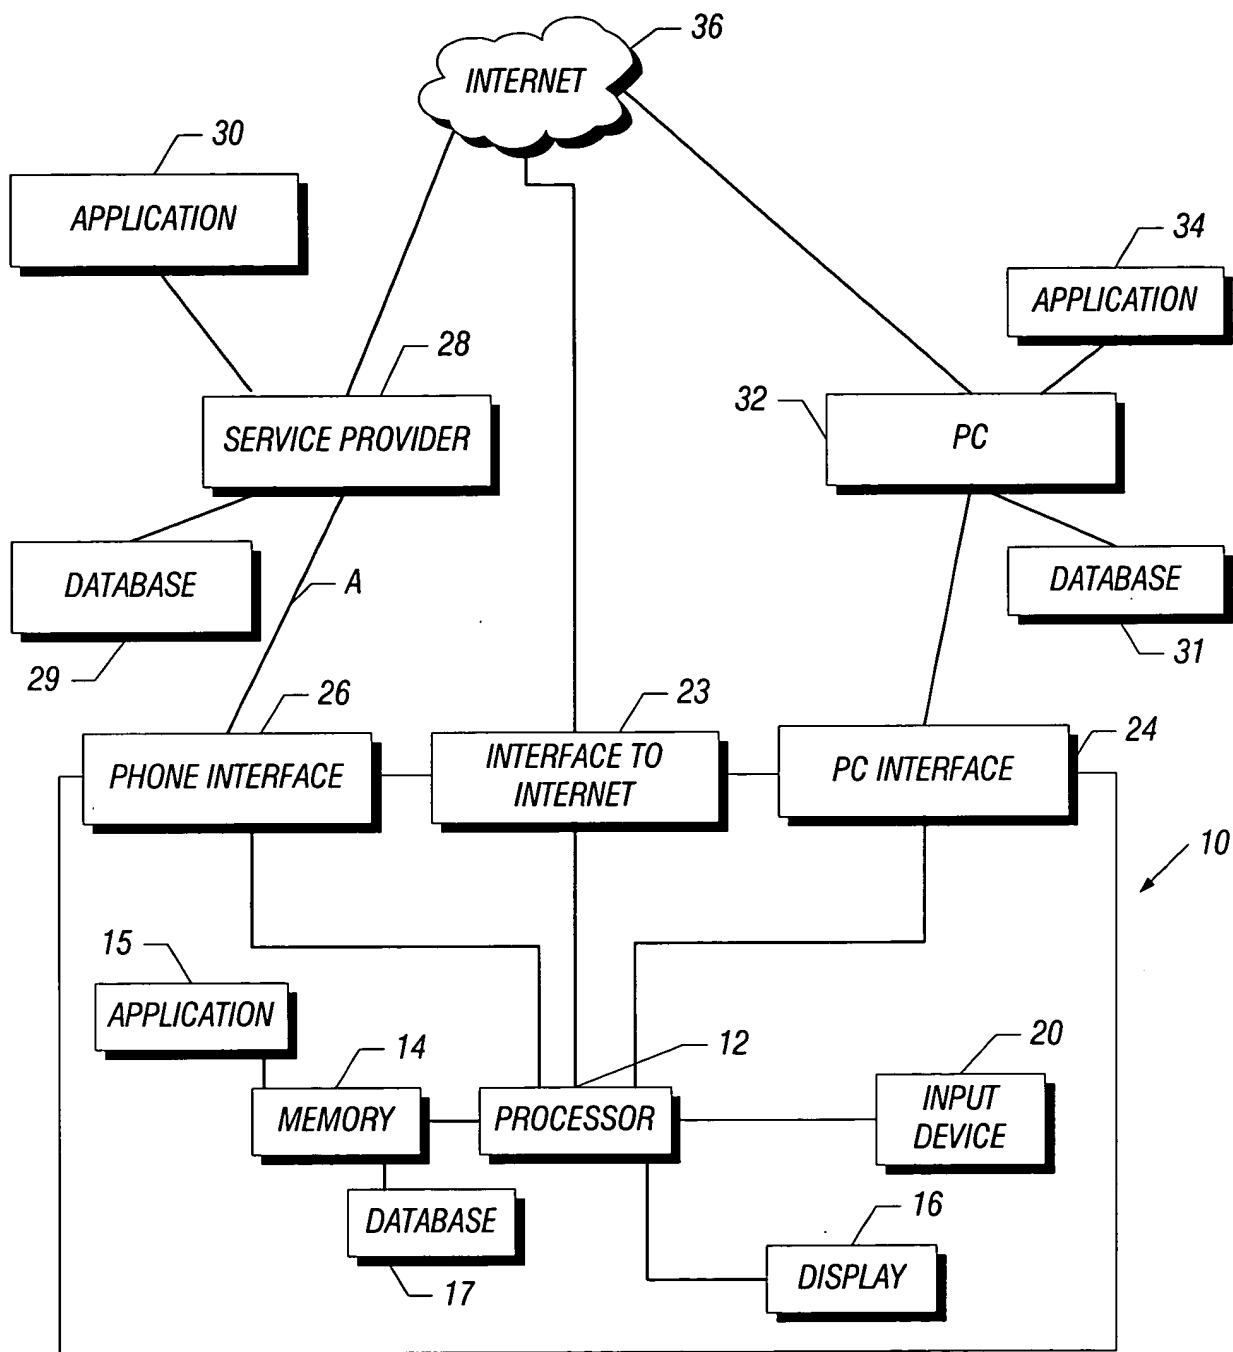 36
INTERNET
30
APPLICATION
34
APPLICATION
28
SERVICE PROVIDER
32
PC
DATABASE
29
A
DATABASE
31
26
PHONE INTERFACE
23
INTERFACE TO
INTERNET
24
PC INTERFACE
10
15
APPLICATION
14
MEMORY
12
PROCESSOR
20
INPUT
DEVICE
DATABASE
17
16
DISPLAY